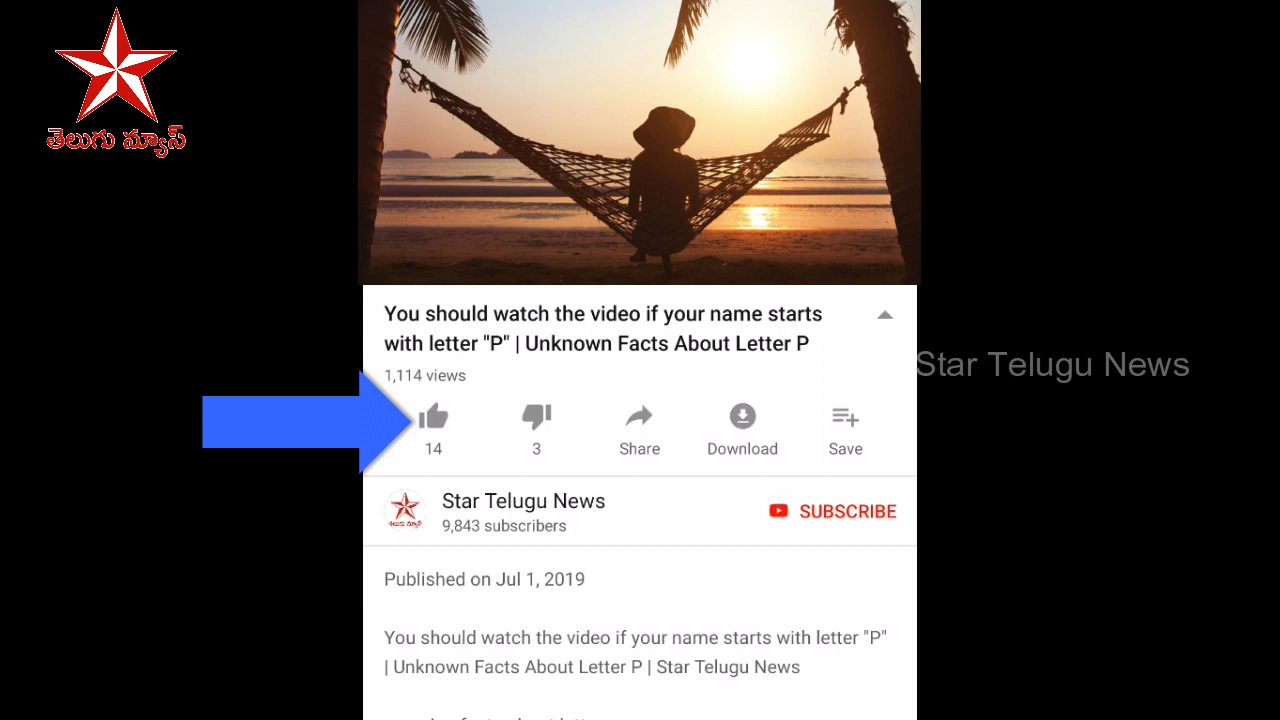 తెలుగు న్యూస్
You should watch the video if your name starts
with letter "P" | Unknown Facts About Letter P
1,114 views
Star Telugu News
14
3
Share
Download
Save
Star Telugu News
9,843 subscribers
SUBSCRIBE
తెలుగు న్యూస్
Published on Jul 1, 2019
You should watch the video if your name starts with letter "P"
| Unknown Facts About Letter P | Star Telugu News